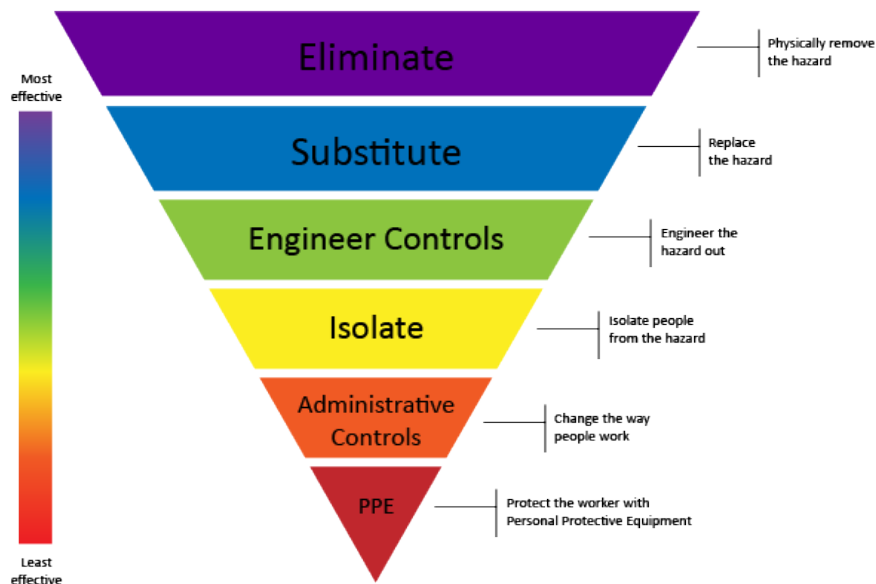 Eliminate
Physically remove
the hazard
Most
effective
Substitute
Replace
the hazard
Engineer Controls
Engineer the
hazard out
Isolate
Isolate people
from the hazard
Administrative
Controls
Change the way
people work
PPE
Protect the worker with
Personal Protective Equipment
Least
effective